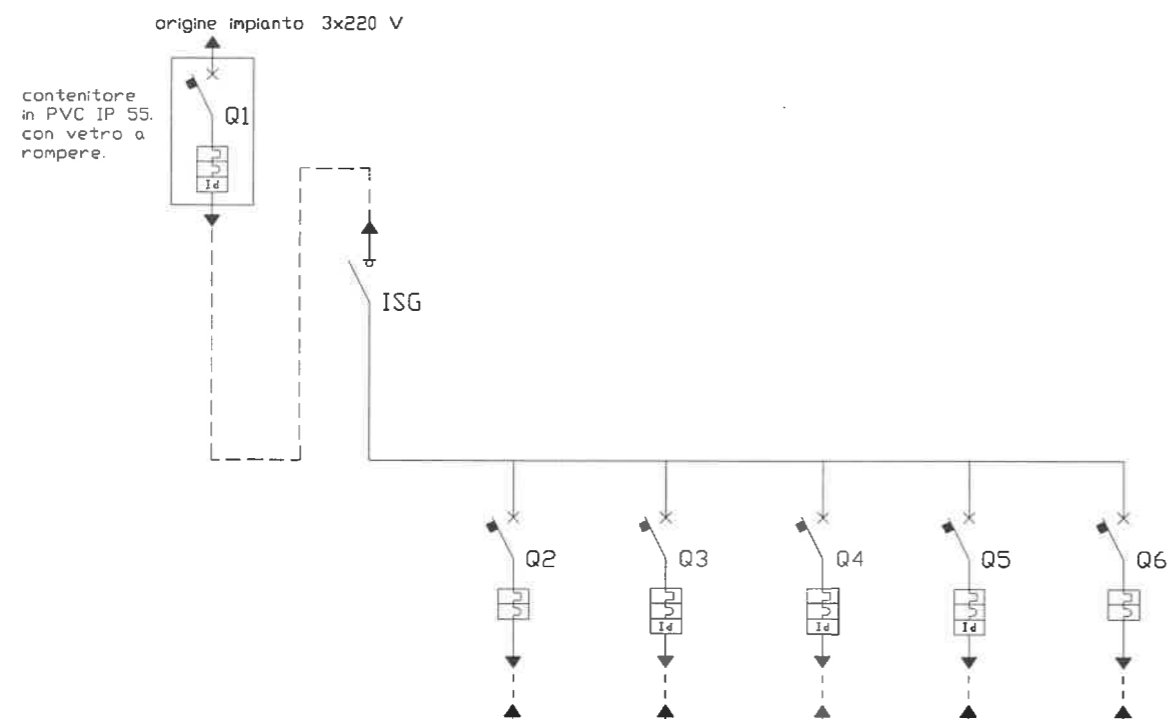 origine impianto 3x220 V
contenitore
in PVC IP 55.
con vetro a
rompere.
Q1
Id
ISG
Q2
Q3
Q4
Q5
Q6
Id
Id
Id